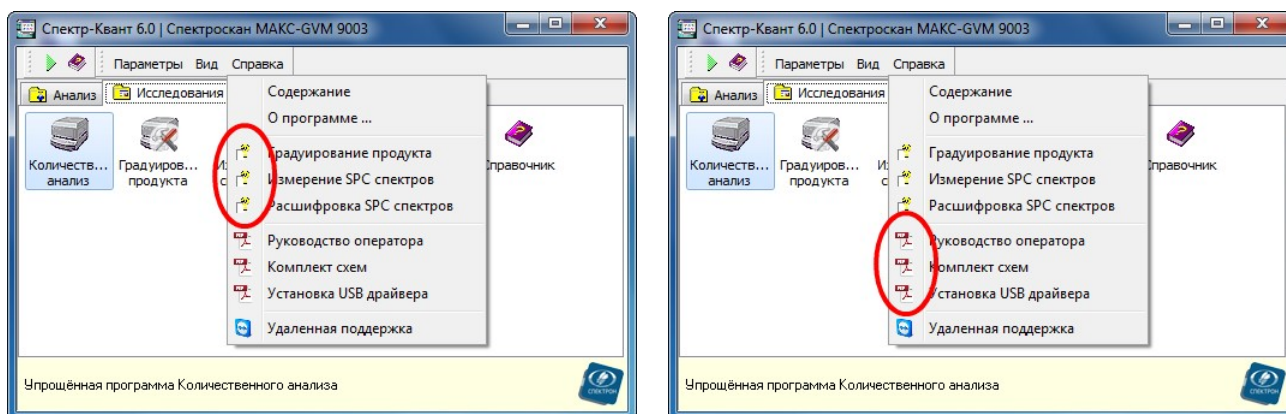 Спектр-Квант 6.0 | Спектроскан МАКС-GVM 9003
Параметры Вид Справка
Анализ Исследования
Содержание
О программе ...
Градуирование продукта
Измерение SPC спектров
Расшифровка SPC спектров
Руководство оператора
Комплект схем
Установка USB драйвера
Удаленная поддержка
Количеств...
анализ
Градуиров...
продукта
Упрощённая программа Количественного анализа
СПЕКТРОН
Спектр-Квант 6.0 | Спектроскан МАКС-GVM 9003
Параметры Вид Справка
Анализ Исследования
Содержание
О программе ...
Градуирование продукта
Измерение SPC спектров
Расшифровка SPC спектров
Руководство оператора
Комплект схем
Установка USB драйвера
Удаленная поддержка
Количеств...
анализ
Градуиров...
продукта
Упрощённая программа Количественного анализа
СПЕКТРОН